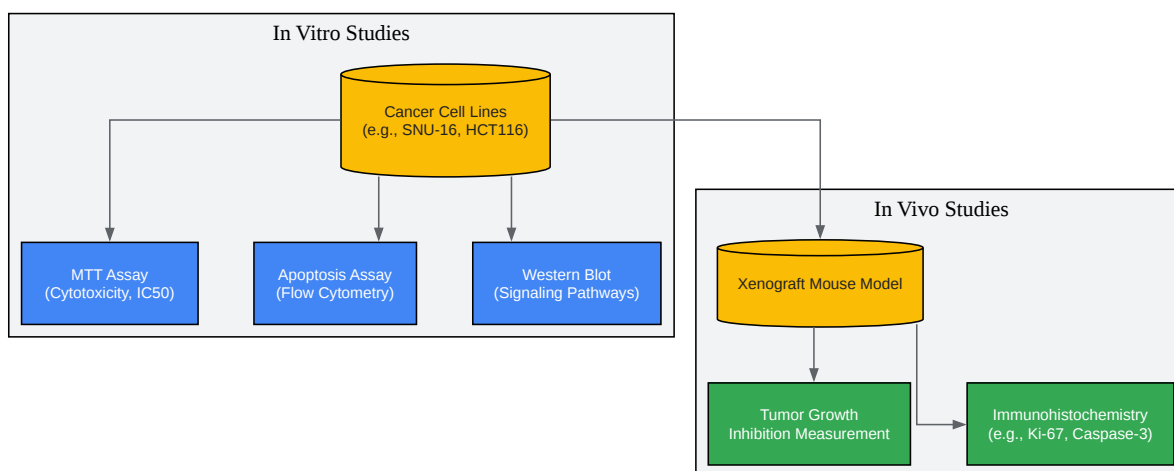 In Vitro Studies
Cancer Cell Lines
(e.g., SNU-16, HCT116)
MTT Assay
(Cytotoxicity, IC50)
Apoptosis Assay
(Flow Cytometry)
Western Blot
(Signaling Pathways)
In Vivo Studies
Xenograft Mouse Model
Tumor Growth
Inhibition Measurement
Immunohistochemistry
(e.g., Ki-67, Caspase-3)